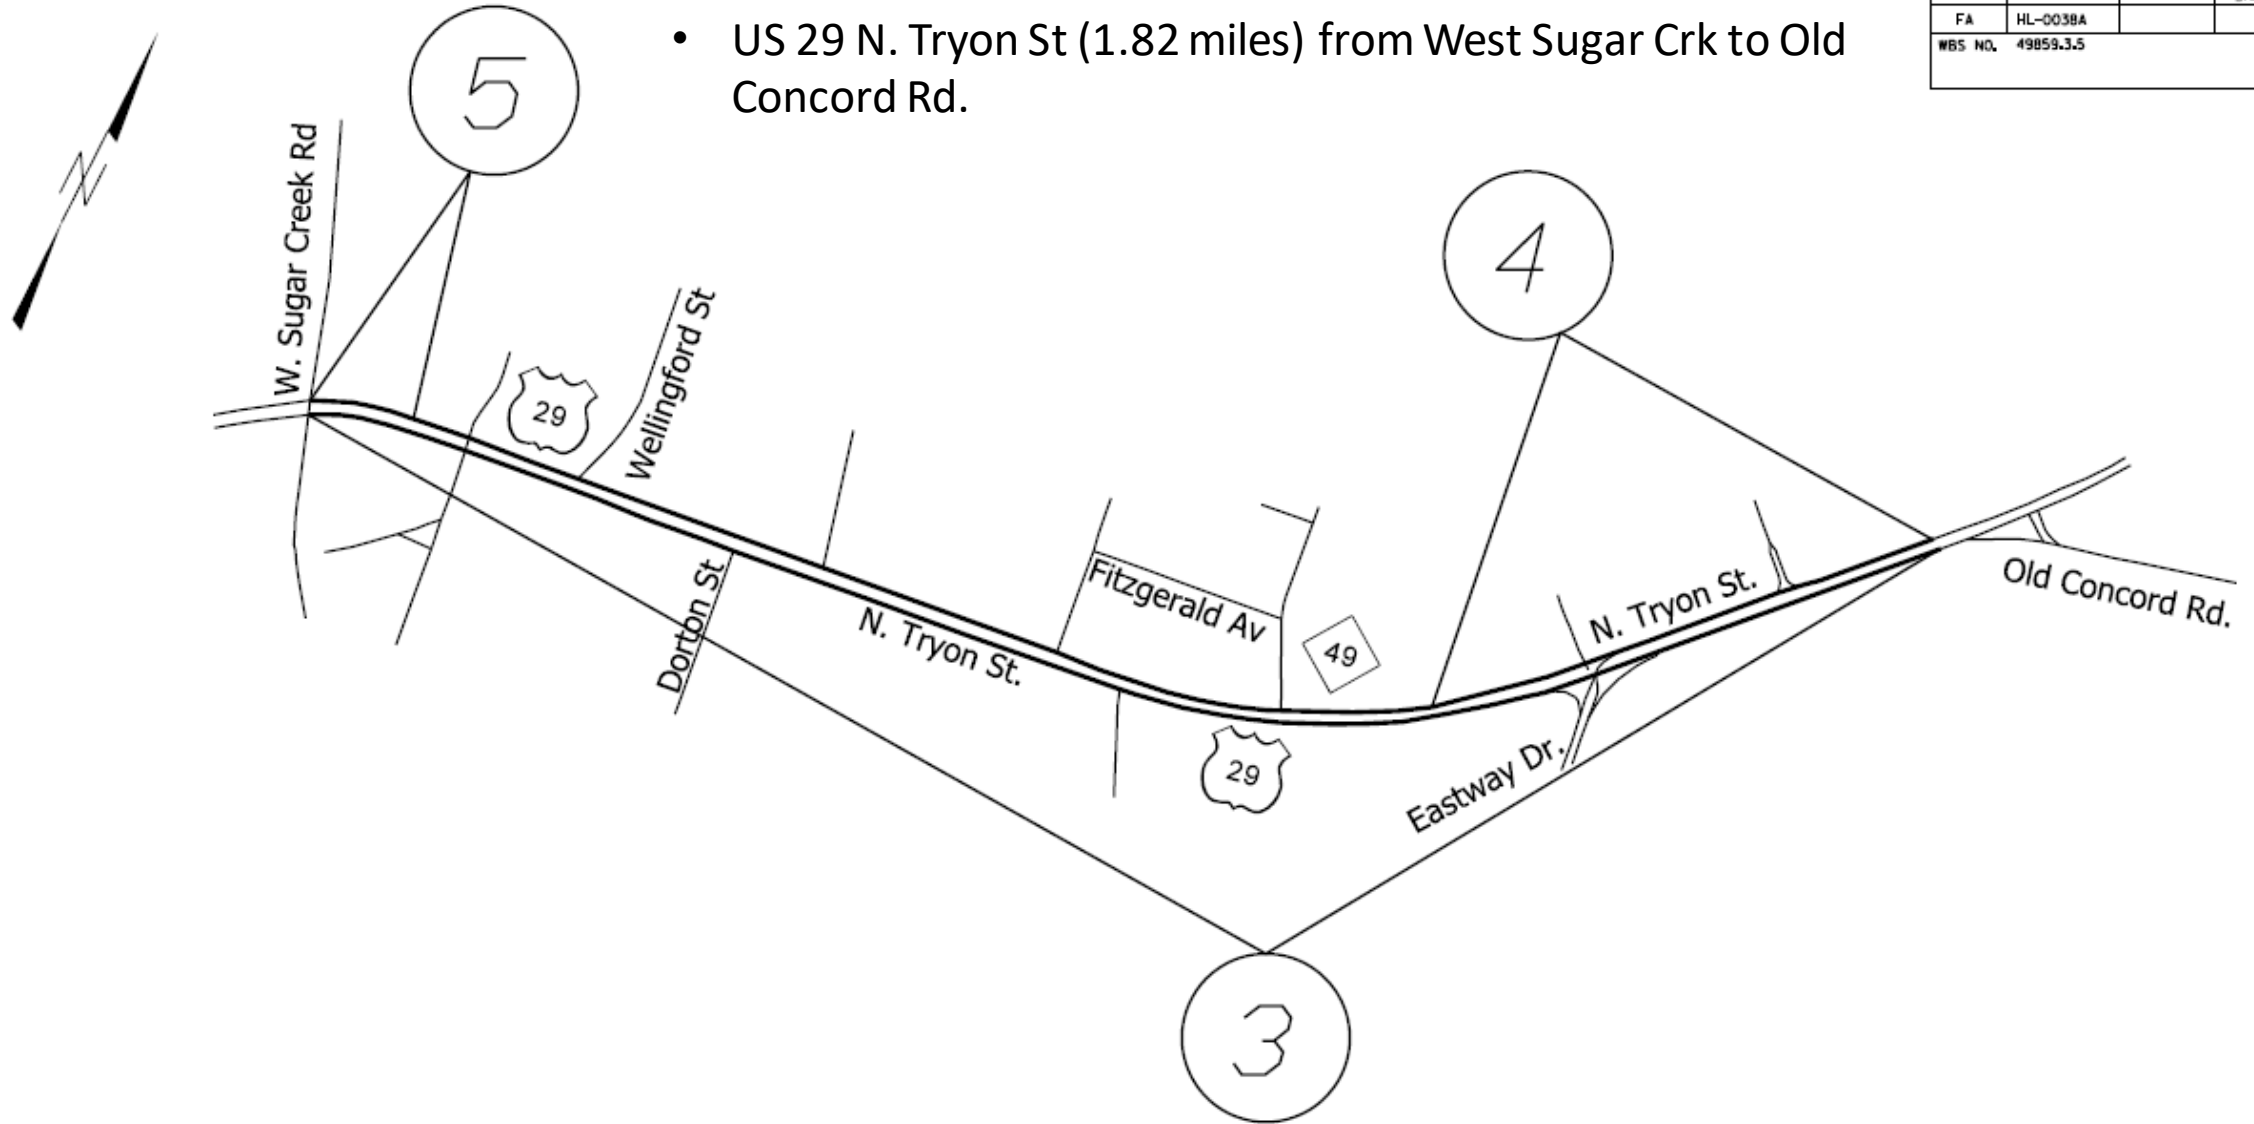 • US 29 N. Tryon St (1.82 miles) from West Sugar Crk to Old
Concord Rd.
FA HL-0038A
WBS NO. 49859.3.5
5
N
W. Sugar Creek Rd
4
29
Wellingford St
Dorton St
N. Tryon St.
Fitzgerald Av
49
N. Tryon St.
Old Concord Rd.
29
Eastway Dr.
3